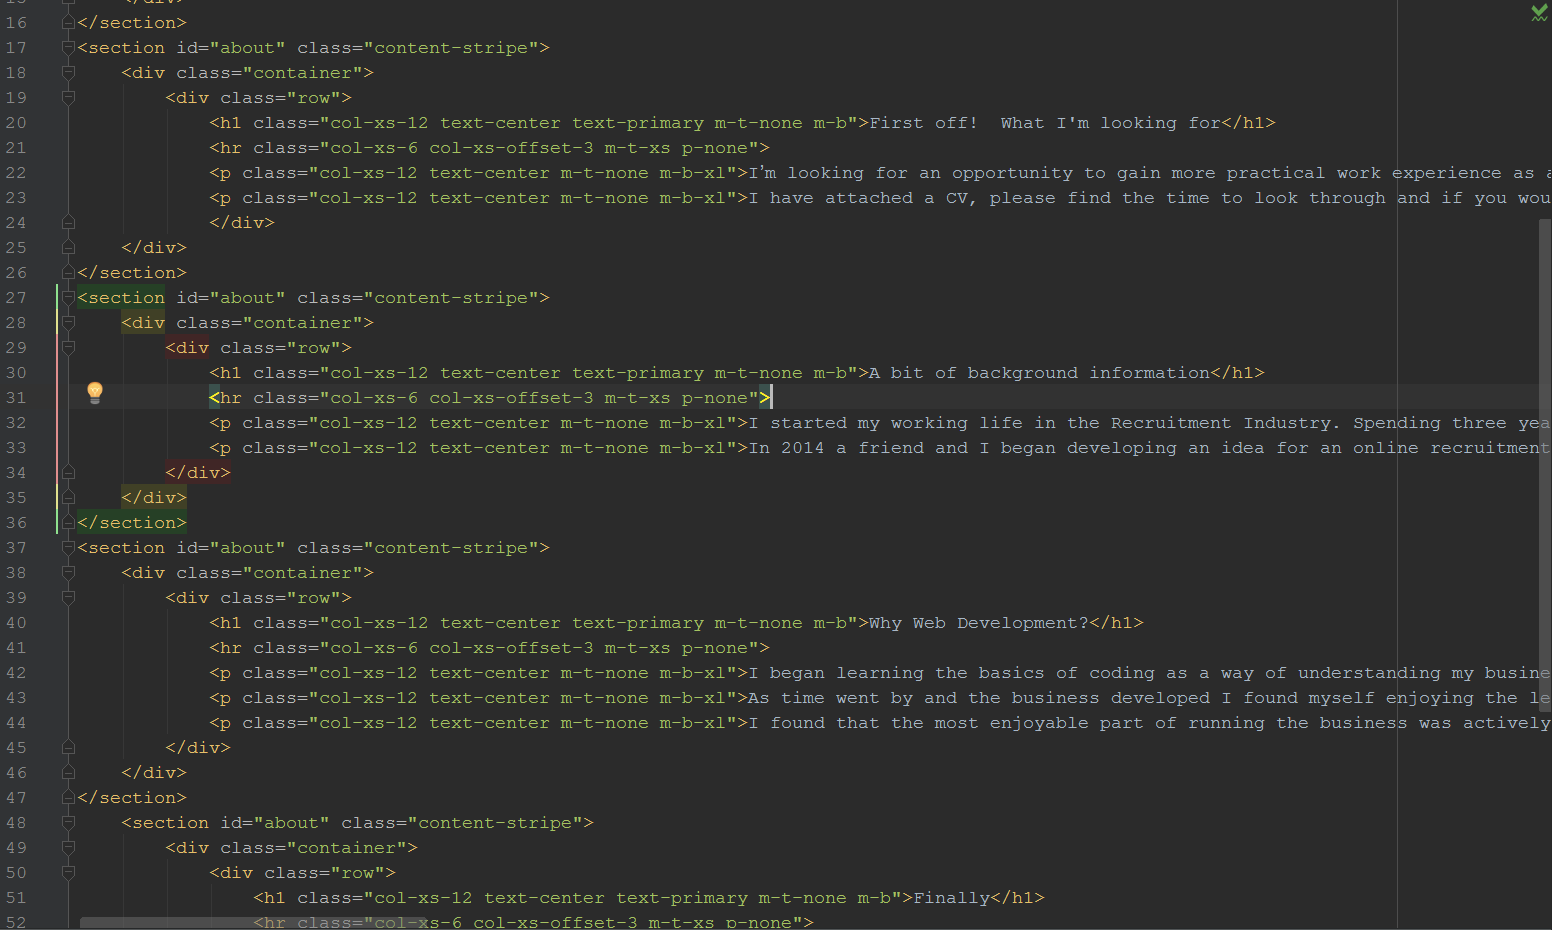 16 </section>
17 <section id="about" class="content-stripe">
18 <div class="container">
19 <div class="row">
20 <h1 class="col-xs-12 text-center text-primary m-t-none m-b">First off!  What I'm looking for</h1>
21 <hr class="col-xs-6 col-xs-offset-3 m-t-xs p-none">
22 <p class="col-xs-12 text-center m-t-none m-b-xl">I’m looking for an opportunity to gain more practical work experience as a
23 <p class="col-xs-12 text-center m-t-none m-b-xl">I have attached a CV, please find the time to look through and if you wou
24 </div>
25 </div>
26 </section>
27 <section id="about" class="content-stripe">
28 <div class="container">
29 <div class="row">
30 <h1 class="col-xs-12 text-center text-primary m-t-none m-b">A bit of background information</h1>
31 <hr class="col-xs-6 col-xs-offset-3 m-t-xs p-none">
32 <p class="col-xs-12 text-center m-t-none m-b-xl">I started my working life in the Recruitment Industry. Spending three yea
33 <p class="col-xs-12 text-center m-t-none m-b-xl">In 2014 a friend and I began developing an idea for an online recruitment
34 </div>
35 </div>
36 </section>
37 <section id="about" class="content-stripe">
38 <div class="container">
39 <div class="row">
40 <h1 class="col-xs-12 text-center text-primary m-t-none m-b">Why Web Development?</h1>
41 <hr class="col-xs-6 col-xs-offset-3 m-t-xs p-none">
42 <p class="col-xs-12 text-center m-t-none m-b-xl">I began learning the basics of coding as a way of understanding my busine
43 <p class="col-xs-12 text-center m-t-none m-b-xl">As time went by and the business developed I found myself enjoying the le
44 <p class="col-xs-12 text-center m-t-none m-b-xl">I found that the most enjoyable part of running the business was actively
45 </div>
46 </div>
47 </section>
48 <section id="about" class="content-stripe">
49 <div class="container">
50 <div class="row">
51 <h1 class="col-xs-12 text-center text-primary m-t-none m-b">Finally</h1>
52 <hr class="col-xs-6 col-xs-offset-3 m-t-xs p-none">